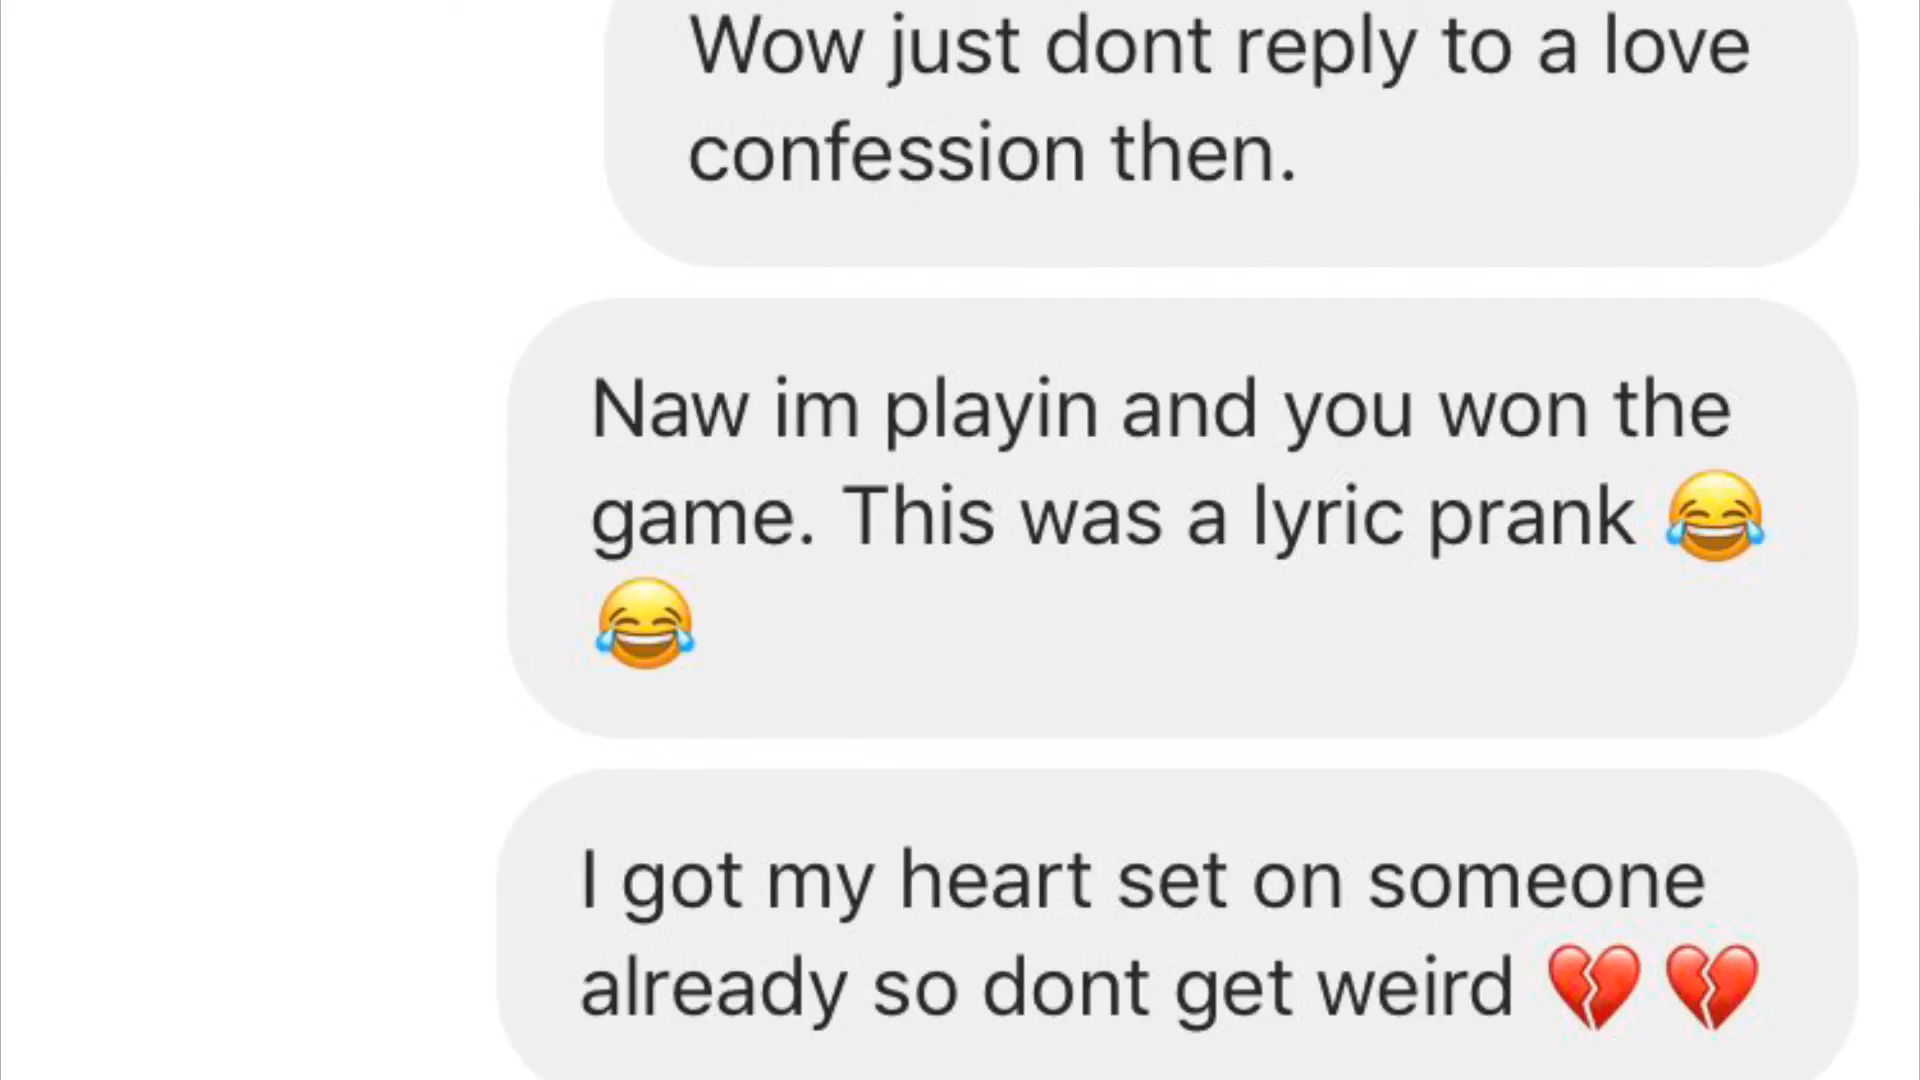 Wow just dont reply to a love
confession then.
Naw im playin and you won the
game. This was a lyric prank 😂
😂
I got my heart set on someone
already so dont get weird 💔 💔